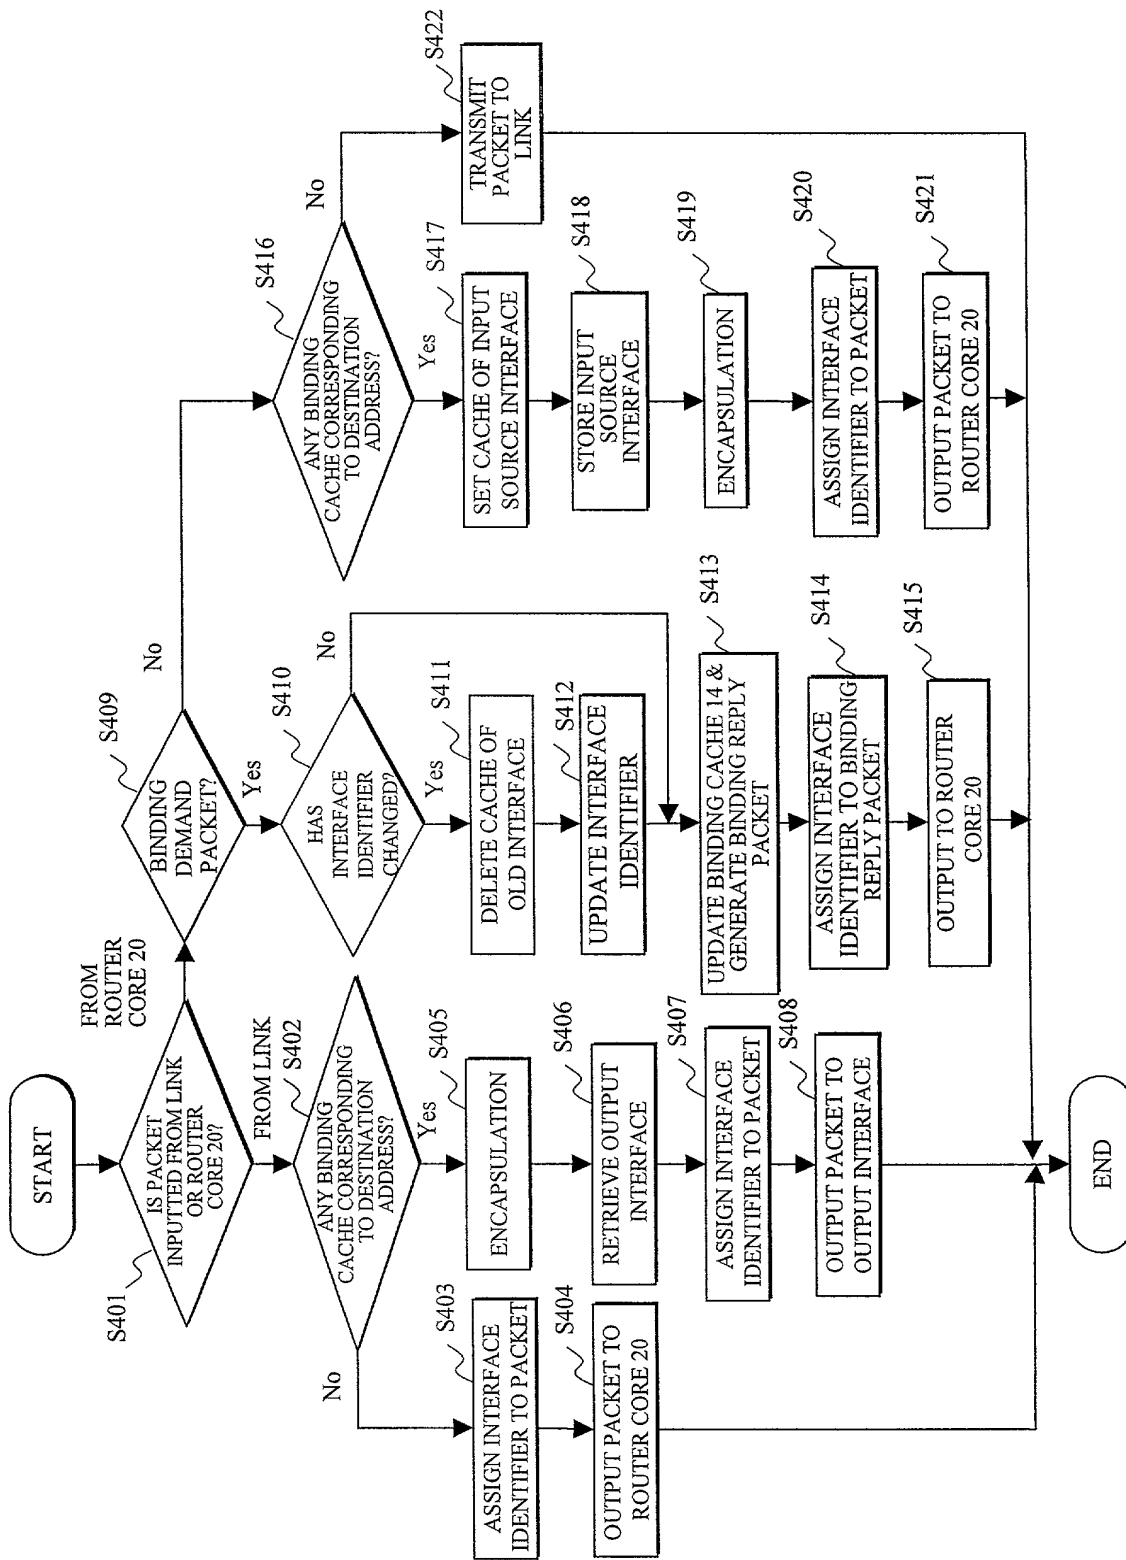 START
S401
IS PACKET
INPUTTED FROM LINK
OR ROUTER
CORE 20?
FROM
ROUTER
CORE 20
FROM LINK
S402
ANY BINDING
CACHE CORRESPONDING
TO DESTINATION
ADDRESS?
No
Yes
S403
ASSIGN INTERFACE
IDENTIFIER TO PACKET
S404
OUTPUT PACKET TO
ROUTER CORE 20
S405
ENCAPSULATION
S406
RETRIEVE OUTPUT
INTERFACE
S407
ASSIGN INTERFACE
IDENTIFIER TO PACKET
S408
OUTPUT PACKET TO
OUTPUT INTERFACE
S409
BINDING
DEMAND
PACKET?
No
Yes
S410
HAS
INTERFACE
IDENTIFIER
CHANGED?
No
Yes
S411
DELETE CACHE OF
OLD INTERFACE
S412
UPDATE INTERFACE
IDENTIFIER
S413
UPDATE BINDING CACHE 14 &
GENERATE BINDING REPLY
PACKET
S414
ASSIGN INTERFACE
IDENTIFIER TO BINDING
REPLY PACKET
S415
OUTPUT TO ROUTER
CORE 20
S416
ANY BINDING
CACHE CORRESPONDING
TO DESTINATION
ADDRESS?
No
Yes
S417
SET CACHE OF INPUT
SOURCE INTERFACE
S418
STORE INPUT
SOURCE
INTERFACE
S419
ENCAPSULATION
S420
ASSIGN INTERFACE
IDENTIFIER TO PACKET
S421
OUTPUT PACKET TO
ROUTER CORE 20
S422
TRANSMIT
PACKET TO
LINK
END